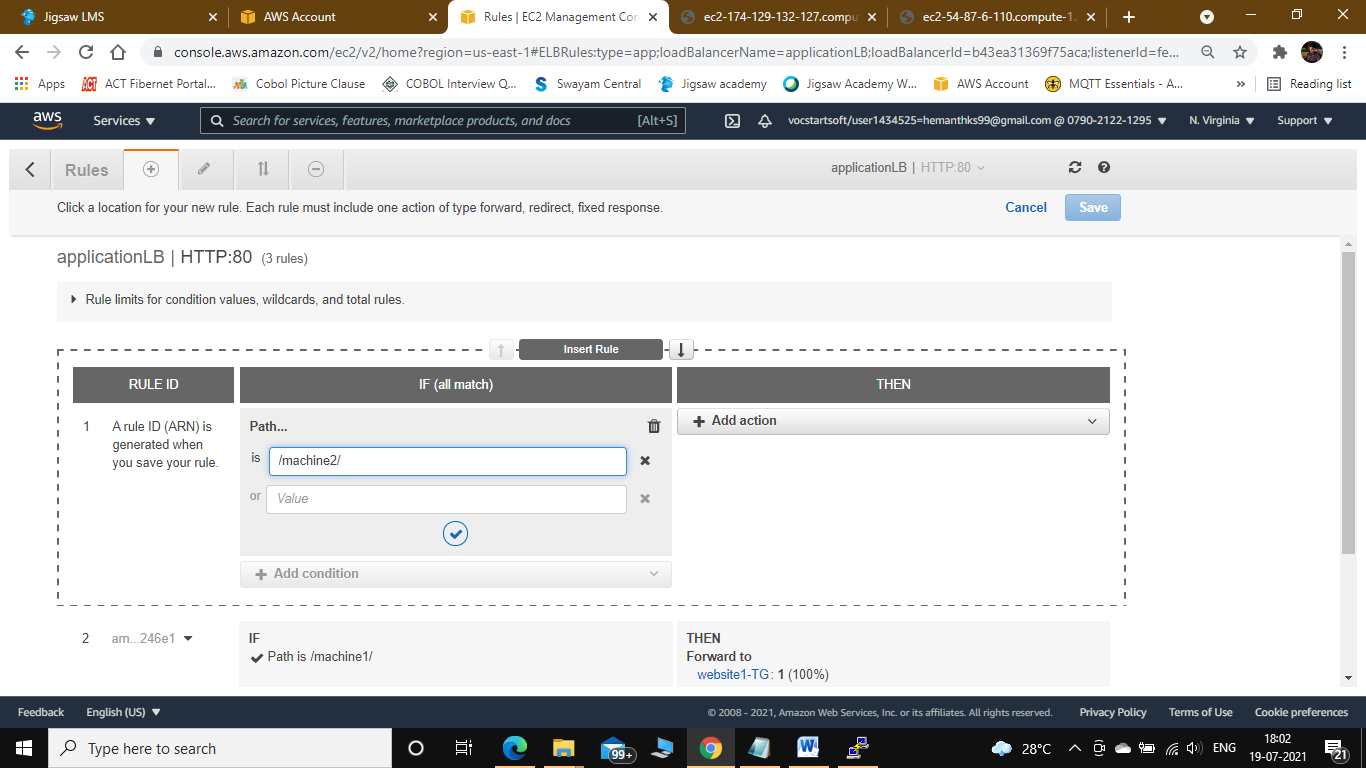 Jigsaw LMS
AWS Account
Rules | EC2 Management Con
ec2-174-129-132-127.compu
ec2-54-87-6-110.compute-1.
console.aws.amazon.com/ec2/v2/home?region=us-east-1#ELBRules:type=app;loadBalancerName=applicationLB;loadBalancerId=b43ea31369f75aca;listenerId=fe...
Apps
ACT Fibernet Portal...
Cobol Picture Clause
COBOL Interview Q...
Swayam Central
Jigsaw academy
Jigsaw Academy W...
AWS Account
MQTT Essentials - A...
»
Reading list
aws
Services
Search for services, features, marketplace products, and docs
[Alt+S]
vocstartsoft/user1434525=hemanthks99@gmail.com @ 0790-2122-1295
N. Virginia
Support
Rules
applicationLB | HTTP:80
Click a location for your new rule. Each rule must include one action of type forward, redirect, fixed response.
Cancel
Save
applicationLB | HTTP:80 (3 rules)
Rule limits for condition values, wildcards, and total rules.
Insert Rule
RULE ID
IF (all match)
THEN
1
A rule ID (ARN) is
generated when
you save your rule.
Path...
is
/machine2/
or
Value
Add condition
Add action
2
arn...246e1
IF
Path is /machine1/
THEN
Forward to
website1-TG: 1 (100%)
Feedback
English (US)
© 2008 - 2021, Amazon Web Services, Inc. or its affiliates. All rights reserved.
Privacy Policy
Terms of Use
Cookie preferences
Type here to search
99+
28°C
ENG
18:02
19-07-2021
21